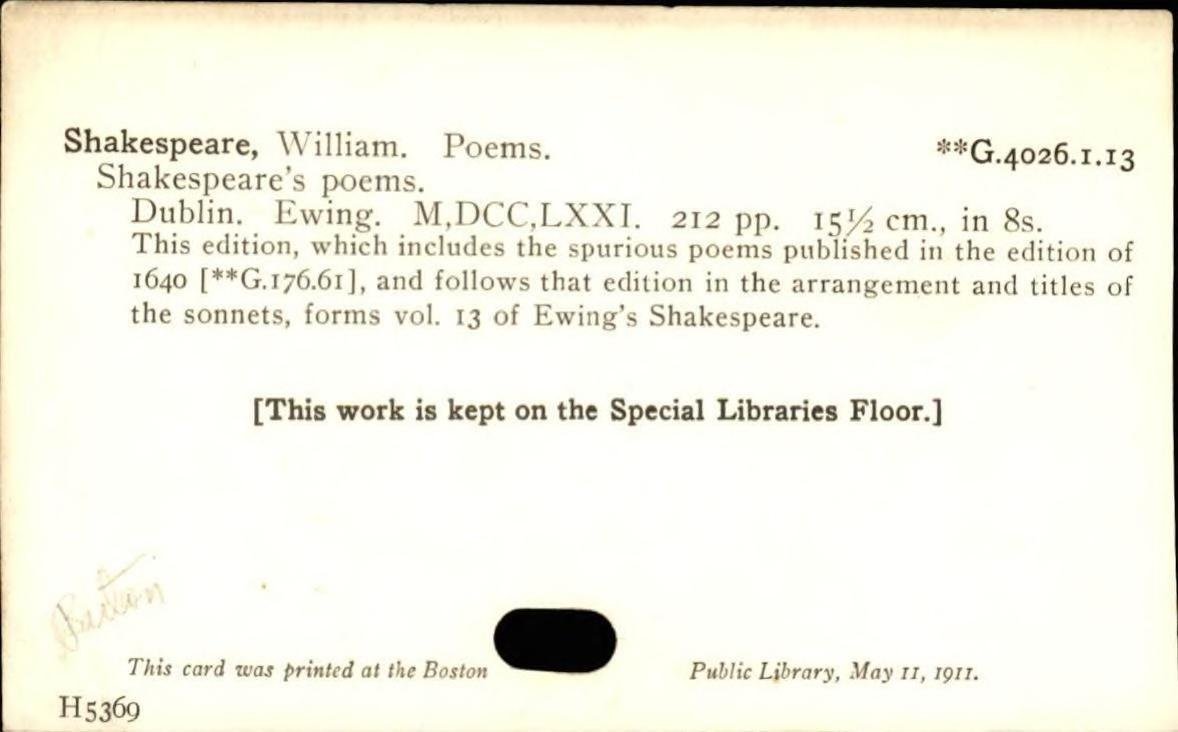 Shakespeare, William. Poems. **G.4026.1.13
Shakespeare's poems.
Dublin. Ewing. M,DCC,LXXI. 212 pp. 15½ cm., in 8s.
This edition, which includes the spurious poems published in the edition of
1640 [**G.176.61], and follows that edition in the arrangement and titles of
the sonnets, forms vol. 13 of Ewing's Shakespeare.
[This work is kept on the Special Libraries Floor.]
This card was printed at the Boston Public Library, May 11, 1911.
H5369